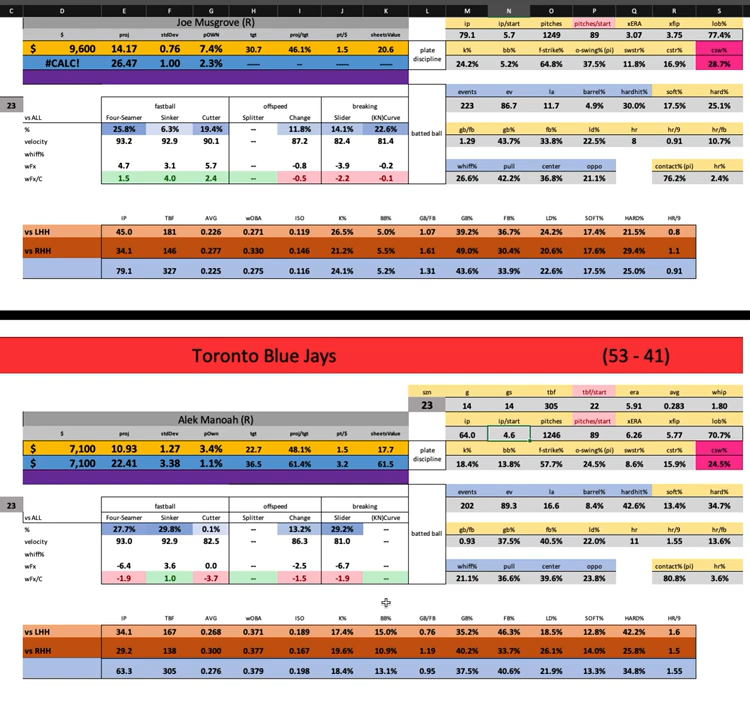 C D E F G H I J K L M N O P Q R S
Joe Musgrove (R) ip ip/start pitches pitches/start xERA xfip lob%
$ proj stdDev pOWN tgt proj/tgt pt/$ sheetsValue 79.1 5.7 1249 89 3.07 3.75 77.4%
$ 9,600 14.17 0.76 7.4% 30.7 46.1% 1.5 20.6 plate discipline k% bb% f-strike% o-swing% (pi) swstr% cstr% csw%
#CALC! 26.47 1.00 2.3% ---- -- ---- ---- 24.2% 5.2% 64.8% 37.5% 11.8% 16.9% 28.7%
events ev la barrel% hardhit% soft% hard%
23 fastball offspeed breaking 223 86.7 11.7 4.9% 30.0% 17.5% 25.1%
vs ALL Four-Seamer Sinker Cutter Splitter Change Slider (KN)Curve
% 25.8% 6.3% 19.4% -- 11.8% 14.1% 22.6% batted ball gb/fb gb% fb% ld% hr hr/9 hr/fb
velocity 93.2 92.9 90.1 -- 87.2 82.4 81.4 1.29 43.7% 33.8% 22.5% 8 0.91 10.7%
whiff%
wFx 4.7 3.1 5.7 -0.8 -3.9 -0.2 whiff% pull center oppo contact% (pi) hr%
wFx/C 1.5 4.0 2.4 -- -0.5 -2.2 -0.1 26.6% 42.2% 36.8% 21.1% 76.2% 2.4%
IP TBF AVG wOBA ISO K% BB% GB/FB GB% FB% LD% SOFT% HARD% HR/9
vs LHH 45.0 181 0.226 0.271 0.119 26.5% 5.0% 1.07 39.2% 36.7% 24.2% 17.4% 21.5% 0.8
vs RHH 34.1 146 0.277 0.330 0.146 21.2% 5.5% 1.61 49.0% 30.4% 20.6% 17.6% 29.4% 1.1
79.1 327 0.225 0.275 0.116 24.1% 5.2% 1.31 43.6% 33.9% 22.6% 17.5% 25.0% 0.91
Toronto Blue Jays (53 - 41)
szn g gs tbf tbf/start era avg whip
23 14 14 305 22 5.91 0.283 1.80
Alek Manoah (R) ip ip/start pitches pitches/start xERA xfip lob%
$ proj stdDev pOwn tgt proj/tgt pt/$ sheetsValue 64.0 4.6 1246 89 6.26 5.77 70.7%
$ 7,100 10.93 1.27 3.4% 22.7 48.1% 1.5 17.7 plate discipline k% bb% f-strike% o-swing% (pi) swstr% cstr% csw%
$ 7,100 22.41 3.38 1.1% 36.5 61.4% 3.2 61.5 18.4% 13.8% 57.7% 24.5% 8.6% 15.9% 24.5%
events ev la barrel% hardhit% soft% hard%
23 fastball offspeed breaking 202 89.3 16.6 8.4% 42.6% 13.4% 34.7%
vs ALL Four-Seamer Sinker Cutter Splitter Change Slider (KN)Curve
% 27.7% 29.8% 0.1% -- 13.2% 29.2% -- batted ball gb/fb gb% fb% ld% hr hr/9 hr/fb
velocity 93.0 92.9 82.5 86.3 81.0 0.93 37.5% 40.5% 22.0% 11 1.55 13.6%
whiff%
wFx -6.4 3.6 0.0 -2.5 -6.7 whiff% pull center oppo contact% (pi) hr%
wFx/C -1.9 1.0 -3.7 -- -1.5 -1.9 -- 21.1% 36.6% 39.6% 23.8% 80.8% 3.6%
IP TBF AVG wOBA ISO K% BB% GB/FB GB% FB% LD% SOFT% HARD% HR/9
vs LHH 34.1 167 0.268 0.371 0.189 17.4% 15.0% 0.76 35.2% 46.3% 18.5% 12.8% 42.2% 1.6
vs RHH 29.2 138 0.300 0.377 0.167 19.6% 10.9% 1.19 40.2% 33.7% 26.1% 14.0% 25.8% 1.5
63.3 305 0.276 0.379 0.198 18.4% 13.1% 0.95 37.5% 40.6% 21.9% 13.3% 34.8% 1.55